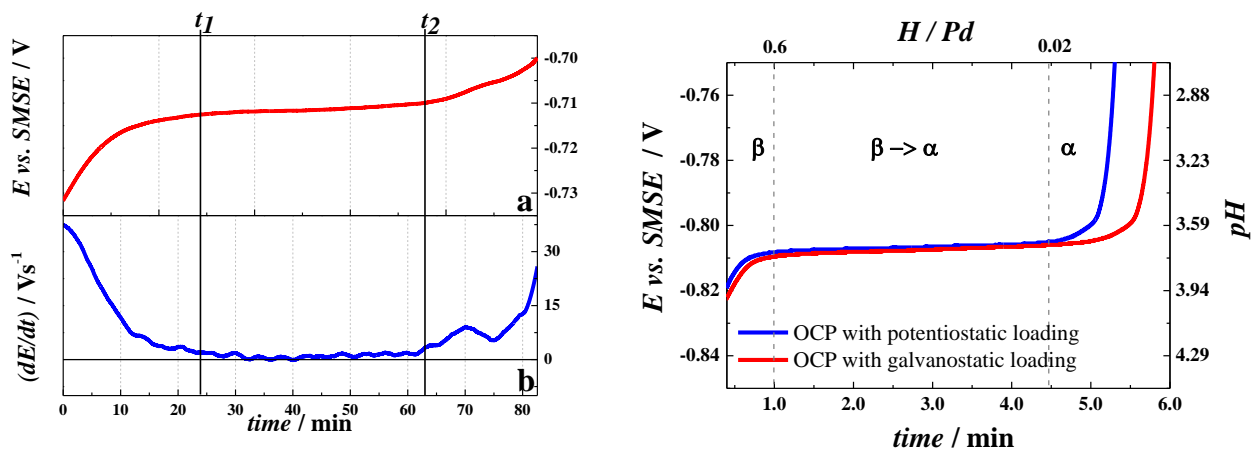 t1 t2
E vs. SMSE / V
-0.70
-0.71
-0.72
-0.73
a
(dE/dt) / Vs-1
30
15
0
b
0 10 20 30 40 50 60 70 80
time / min
H / Pd
0.6 0.02
E vs. SMSE / V
-0.76
-0.78
-0.80
-0.82
-0.84
β β −> α α
2.88
3.23
3.59
3.94
4.29
pH
OCP with potentiostatic loading
OCP with galvanostatic loading
1.0 2.0 3.0 4.0 5.0 6.0
time / min